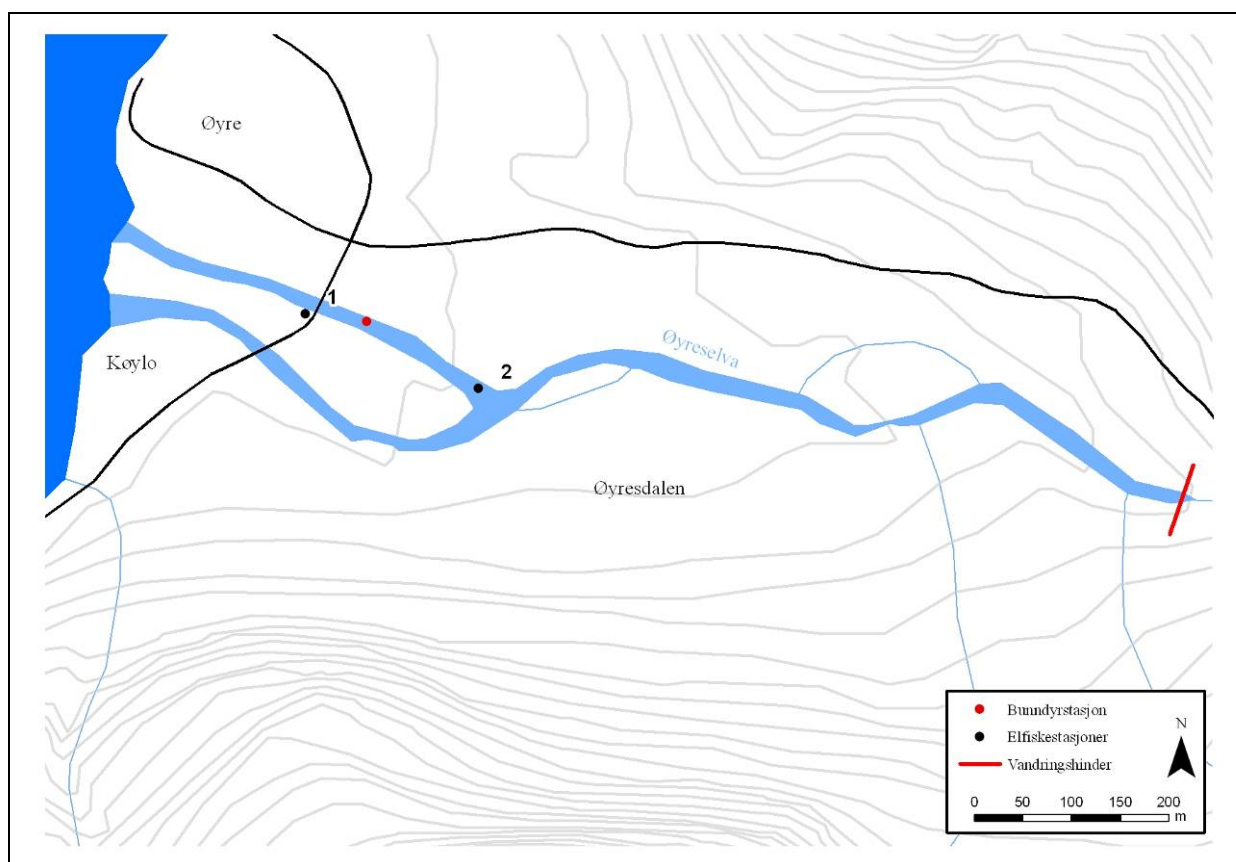 Øyre
1
Køylo
2
Øyreselva
Øyresdalen
Bunndyrstasjon
Elfiskestasjoner
Vandringshinder
N
0 50 100 150 200
m